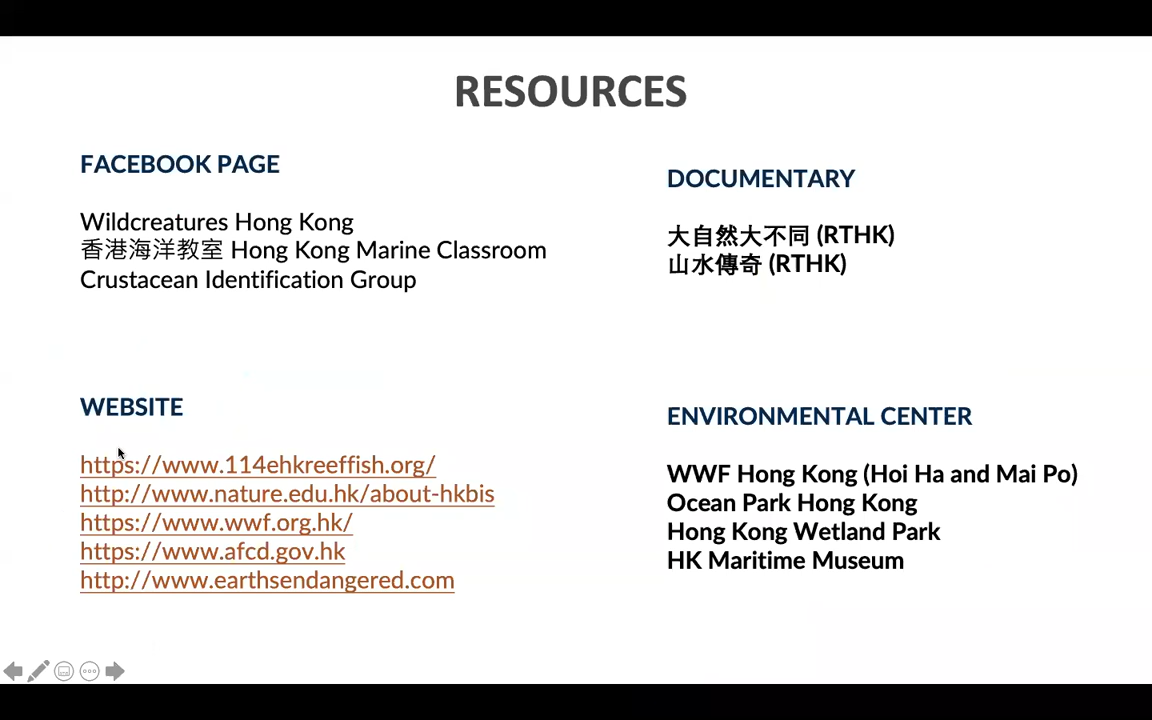 RESOURCES
FACEBOOK PAGE
Wildcreatures Hong Kong
香港海洋教室 Hong Kong Marine Classroom
Crustacean Identification Group
DOCUMENTARY
大自然大不同 (RTHK)
山水傳奇 (RTHK)
WEBSITE
https://www.114ehkreeffish.org/
http://www.nature.edu.hk/about-hkbis
https://www.wwf.org.hk/
https://www.afcd.gov.hk
http://www.earthsendangered.com
ENVIRONMENTAL CENTER
WWF Hong Kong (Hoi Ha and Mai Po)
Ocean Park Hong Kong
Hong Kong Wetland Park
HK Maritime Museum